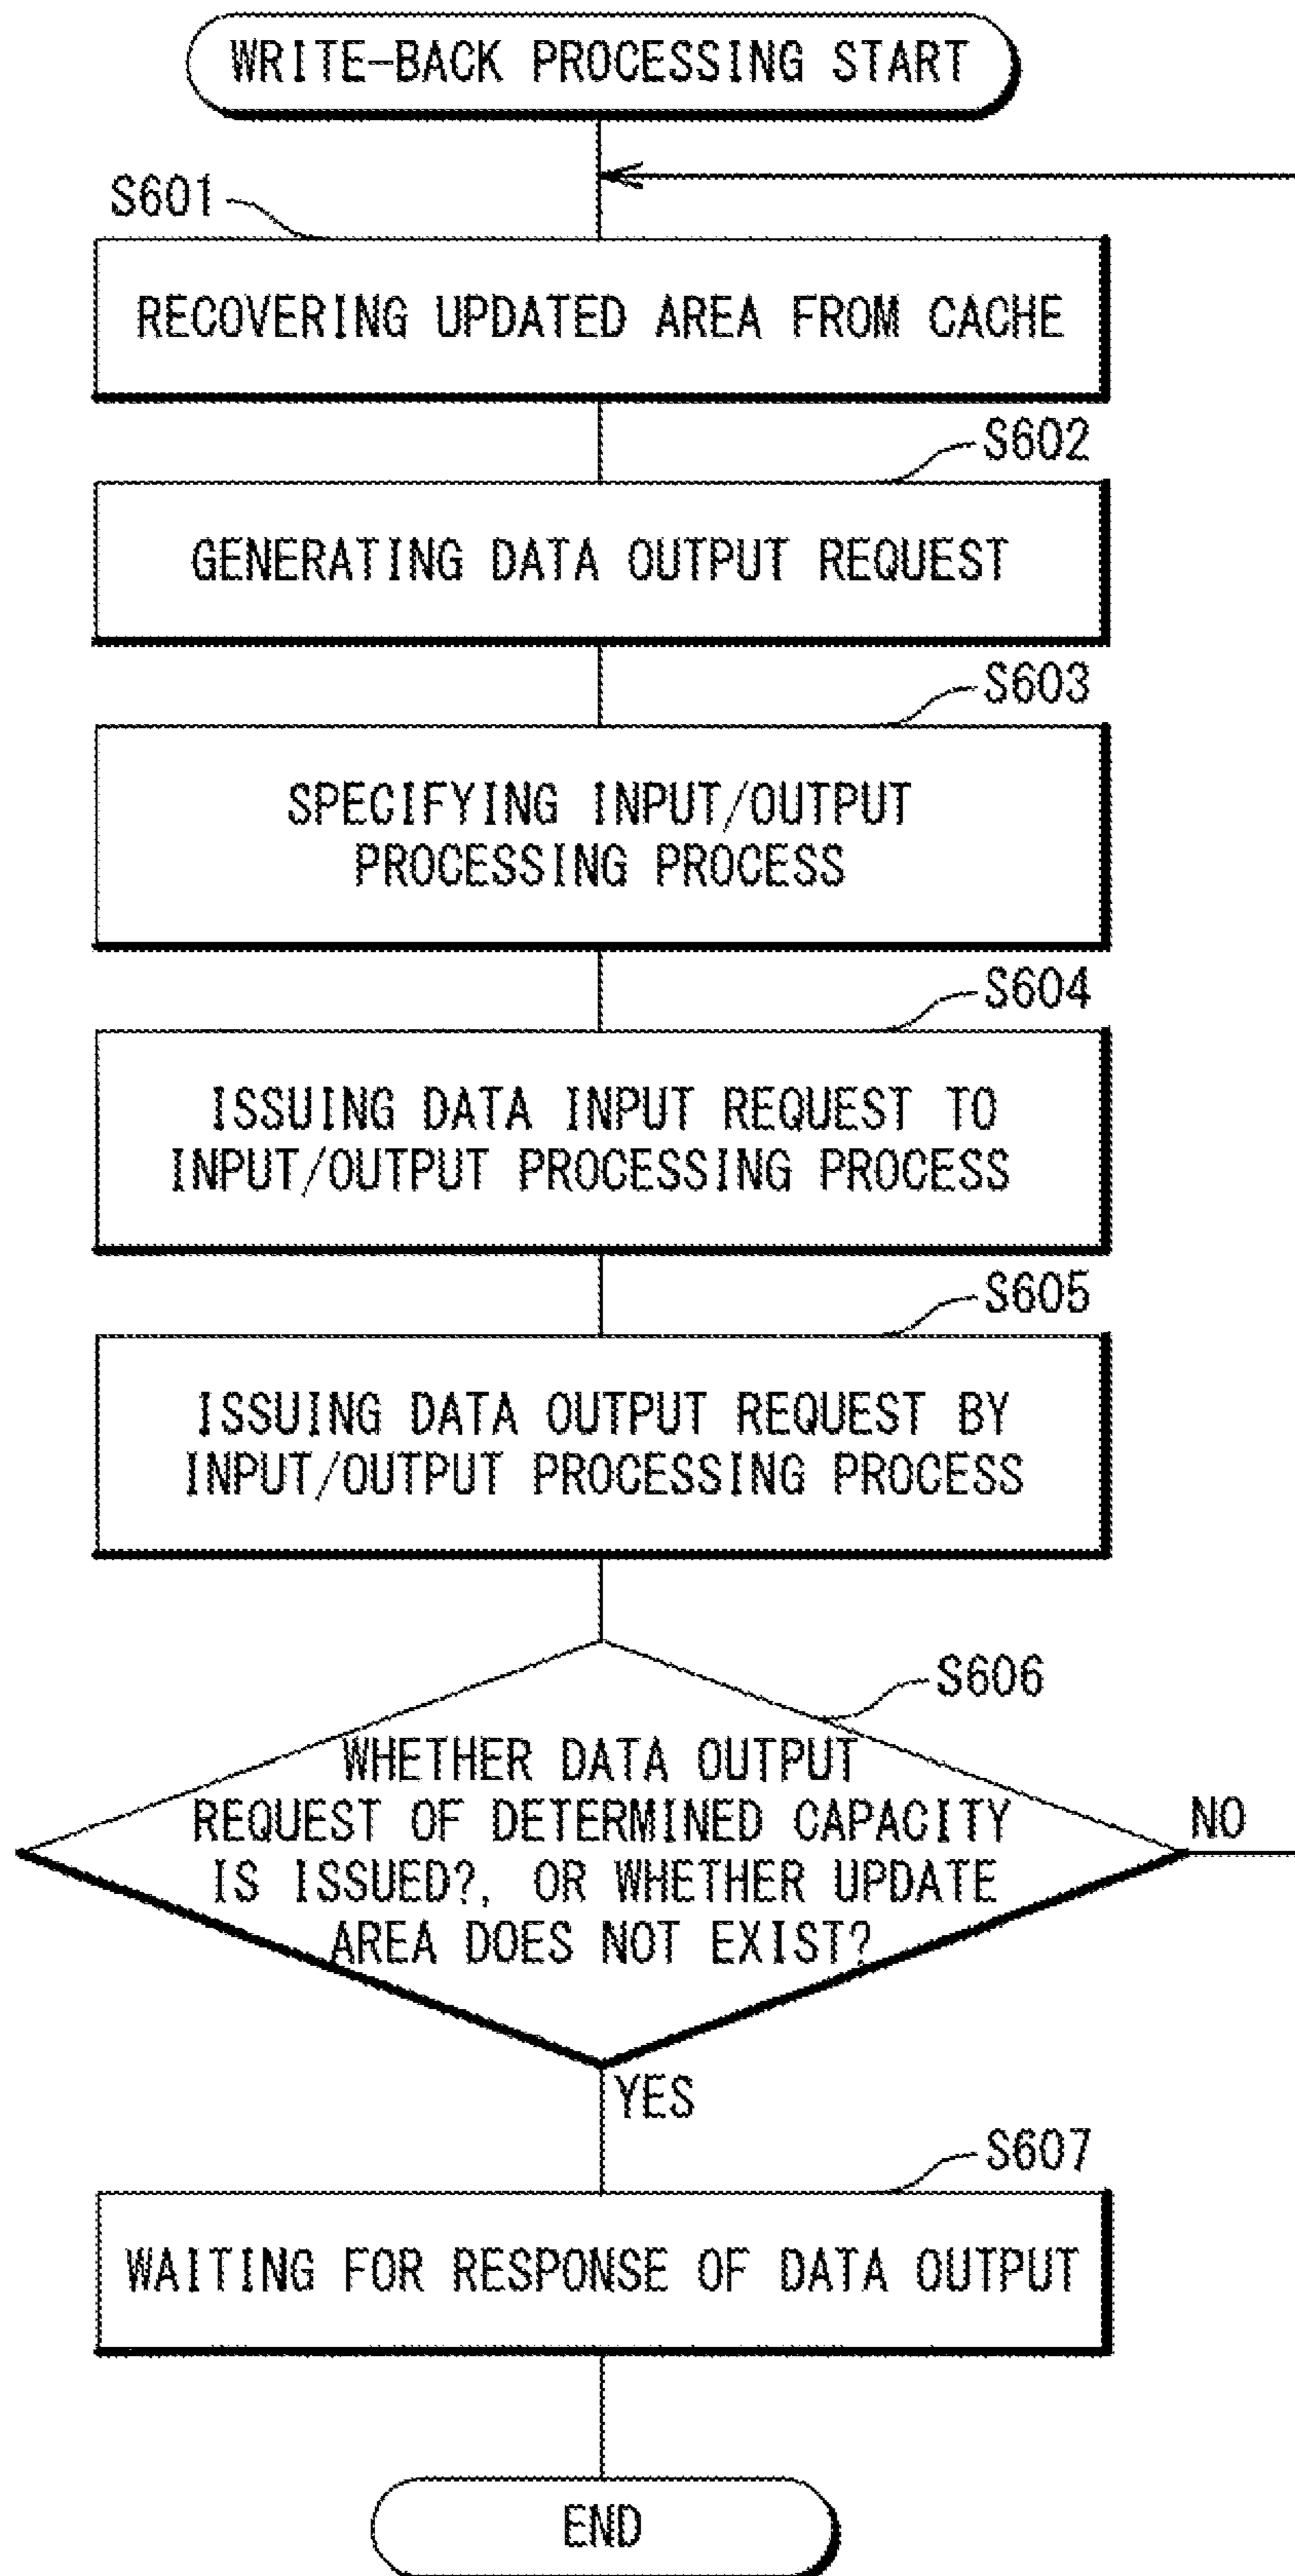 WRITE-BACK PROCESSING START
S601
RECOVERING UPDATED AREA FROM CACHE
S602
GENERATING DATA OUTPUT REQUEST
S603
SPECIFYING INPUT/OUTPUT
PROCESSING PROCESS
S604
ISSUING DATA INPUT REQUEST TO
INPUT/OUTPUT PROCESSING PROCESS
S605
ISSUING DATA OUTPUT REQUEST BY
INPUT/OUTPUT PROCESSING PROCESS
S606
WHETHER DATA OUTPUT
REQUEST OF DETERMINED CAPACITY
IS ISSUED?, OR WHETHER UPDATE
AREA DOES NOT EXIST?
NO
YES
S607
WAITING FOR RESPONSE OF DATA OUTPUT
END